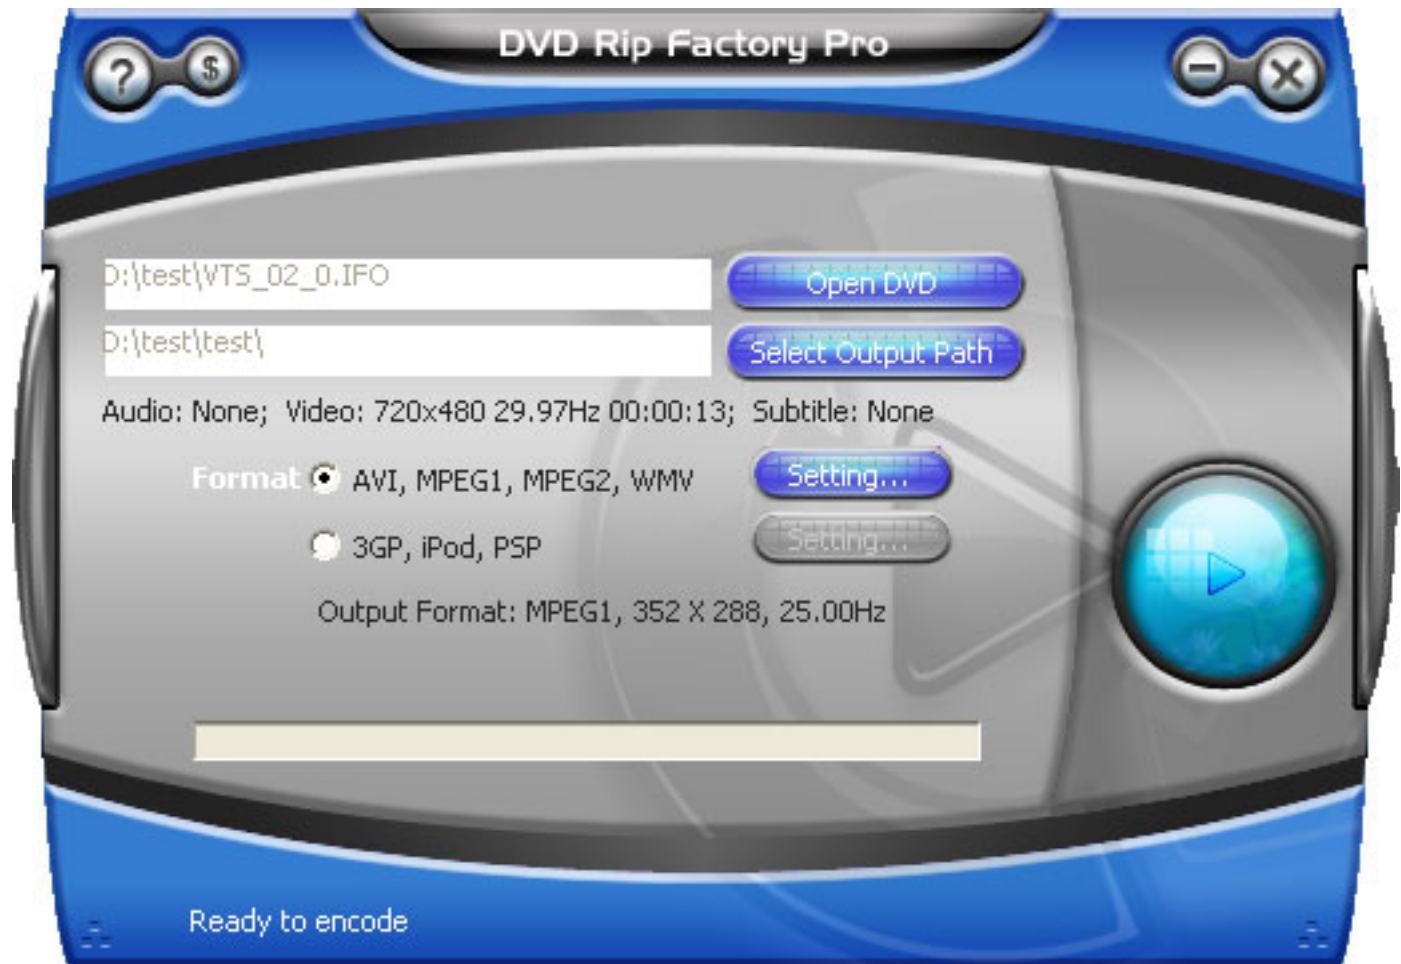 ? $ DVD Rip Factory Pro
D:\test\VTS_02_0.IFO Open DVD
D:\test\test\ Select Output Path
Audio: None; Video: 720x480 29.97Hz 00:00:13; Subtitle: None
Format AVI, MPEG1, MPEG2, WMV Setting...
3GP, iPod, PSP Setting...
Output Format: MPEG1, 352 X 288, 25.00Hz
Ready to encode